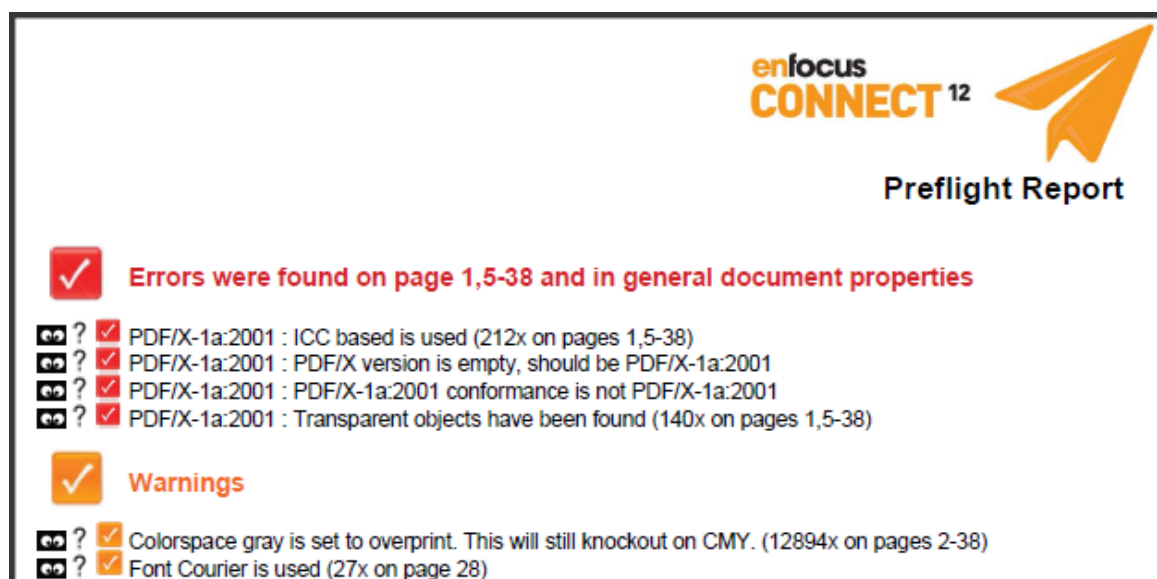 enfocus
CONNECT 12
Preflight Report
Errors were found on page 1,5-38 and in general document properties
? PDF/X-1a:2001 : ICC based is used (212x on pages 1,5-38)
? PDF/X-1a:2001 : PDF/X version is empty, should be PDF/X-1a:2001
? PDF/X-1a:2001 : PDF/X-1a:2001 conformance is not PDF/X-1a:2001
? PDF/X-1a:2001 : Transparent objects have been found (140x on pages 1,5-38)
Warnings
? Colorspace gray is set to overprint. This will still knockout on CMY. (12894x on pages 2-38)
? Font Courier is used (27x on page 28)